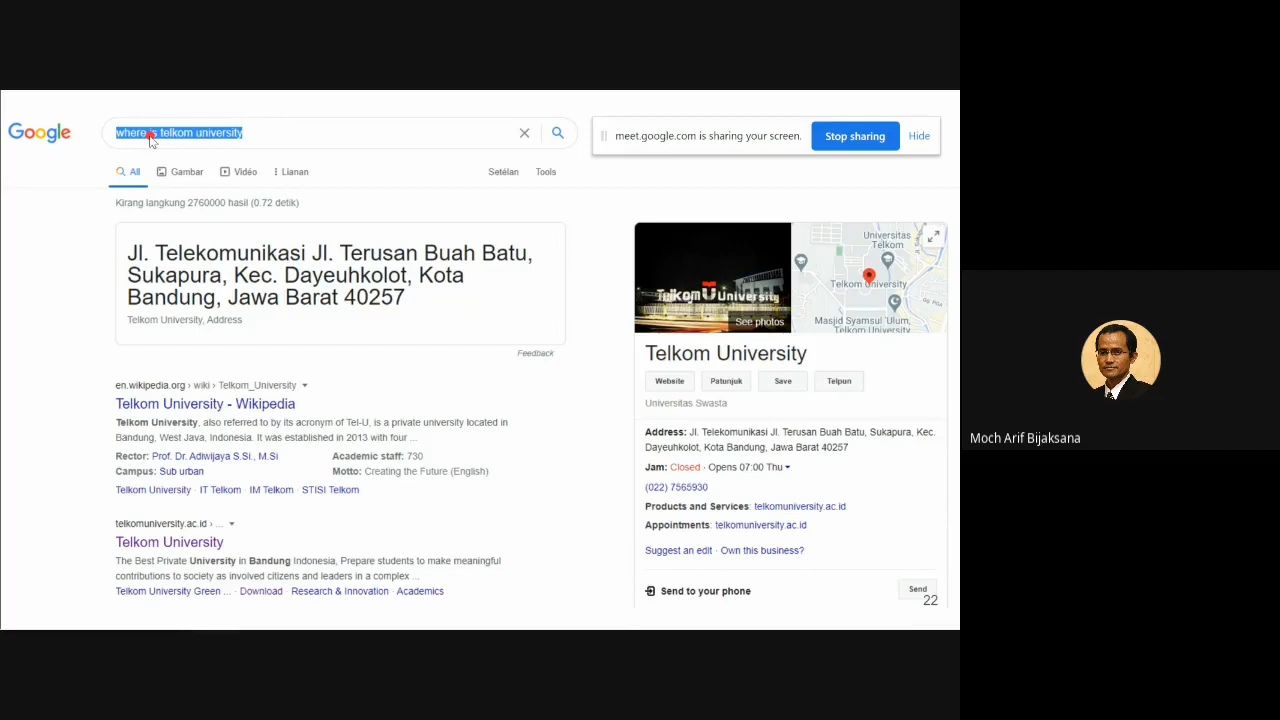 Google
where is telkom university
meet.google.com is sharing your screen.
Stop sharing
Hide
All
Gambar
Vidéo
Lianan
Setélan
Tools
Kirang langkung 2760000 hasil (0.72 detik)
Jl. Telekomunikasi Jl. Terusan Buah Batu,
Sukapura, Kec. Dayeuhkolot, Kota
Bandung, Jawa Barat 40257
Telkom University, Address
Feedback
en.wikipedia.org › wiki › Telkom_University
Telkom University - Wikipedia
Telkom University, also referred to by its acronym of Tel-U, is a private university located in
Bandung, West Java, Indonesia. It was established in 2013 with four ...
Rector: Prof. Dr. Adiwijaya S.Si., M.Si
Academic staff: 730
Campus: Sub urban
Motto: Creating the Future (English)
Telkom University · IT Telkom · IM Telkom · STISI Telkom
telkomuniversity.ac.id › ...
Telkom University
The Best Private University in Bandung Indonesia, Prepare students to make meaningful
contributions to society as involved citizens and leaders in a complex ...
Telkom University Green ... · Download · Research & Innovation · Academics
Telkom University
See photos
Universitas
Telkom
Telkom University
Masjid Syamsul 'Ulum,
Telkom University
Telkom University
Website
Patunjuk
Save
Telpun
Universitas Swasta
Address: Jl. Telekomunikasi Jl. Terusan Buah Batu, Sukapura, Kec.
Dayeuhkolot, Kota Bandung, Jawa Barat 40257
Jam: Closed · Opens 07:00 Thu
(022) 7565930
Products and Services: telkomuniversity.ac.id
Appointments: telkomuniversity.ac.id
Suggest an edit · Own this business?
Send to your phone
Send
22
Moch Arif Bijaksana